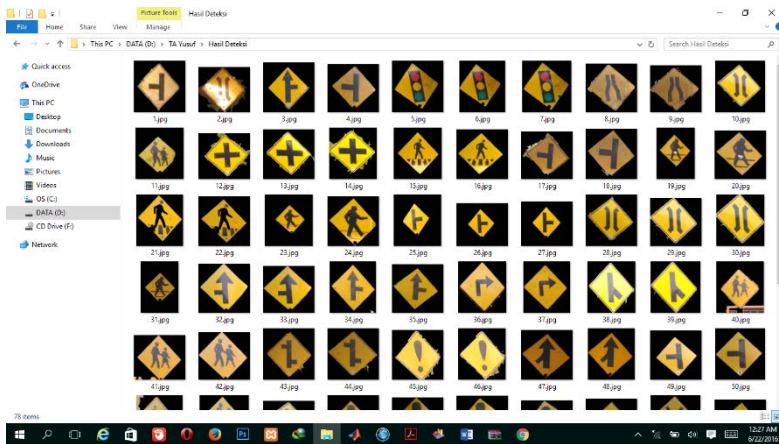 Picture Tools Hasil Deteksi
File Home Share View Manage
This PC > DATA (D:) > TA Yusuf > Hasil Deteksi
Search Hasil Deteksi
Quick access
OneDrive
This PC
Desktop
Documents
Downloads
Music
Pictures
Videos
OS (C:)
DATA (D:)
CD Drive (F:)
Network
1.jpg 2.jpg 3.jpg 4.jpg 5.jpg 6.jpg 7.jpg 8.jpg 9.jpg 10.jpg
11.jpg 12.jpg 13.jpg 14.jpg 15.jpg 16.jpg 17.jpg 18.jpg 19.jpg 20.jpg
21.jpg 22.jpg 23.jpg 24.jpg 25.jpg 26.jpg 27.jpg 28.jpg 29.jpg 30.jpg
31.jpg 32.jpg 33.jpg 34.jpg 35.jpg 36.jpg 37.jpg 38.jpg 39.jpg 40.jpg
41.jpg 42.jpg 43.jpg 44.jpg 45.jpg 46.jpg 47.jpg 48.jpg 49.jpg 50.jpg
78 items
Ps
12:27 AM